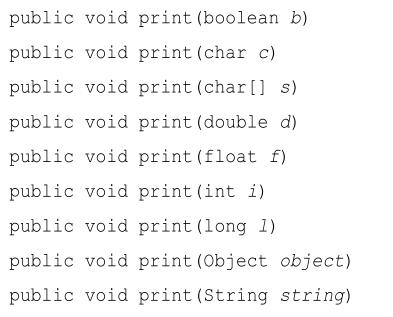 public void print(boolean b)
public void print(char c)
public void print(char[] s)
public void print(double d)
public void print(float f)
public void print(int i)
public void print(long l)
public void print(Object object)
public void print(String string)